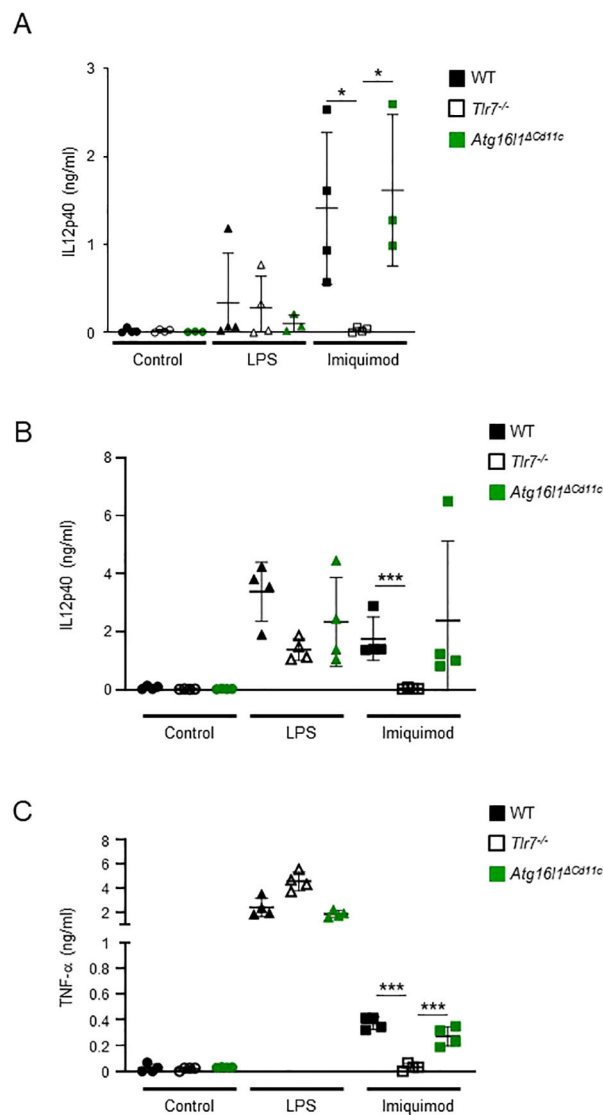 A
WT
Tlr7-/-
Atg16l1ΔCd11c
IL12p40 (ng/ml)
3
2
1
0
* *
Control LPS Imiquimod
B
WT
Tlr7-/-
Atg16l1ΔCd11c
IL12p40 (ng/ml)
8
6
4
2
0
***
Control LPS Imiquimod
C
WT
Tlr7-/-
Atg16l1ΔCd11c
TNF-α (ng/ml)
8
6
4
2
1
0.8
0.6
0.4
0.2
0
*** ***
Control LPS Imiquimod